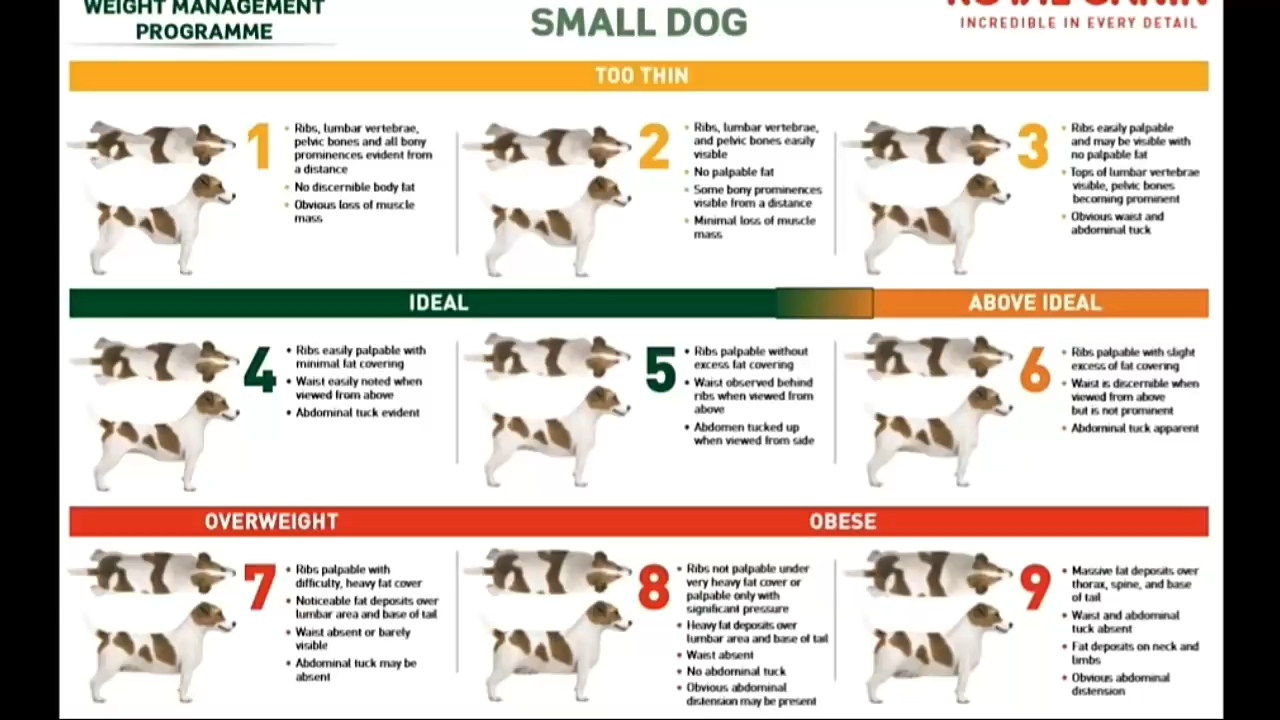 WEIGHT MANAGEMENT
PROGRAMME
SMALL DOG
INCREDIBLE IN EVERY DETAIL
TOO THIN
1
• Ribs, lumbar vertebrae,
pelvic bones and all bony
prominences evident from
a distance
• No discernible body fat
• Obvious loss of muscle
mass
2
• Ribs, lumbar vertebrae,
and pelvic bones easily
visible
• No palpable fat
• Some bony prominences
visible from a distance
• Minimal loss of muscle
mass
3
• Ribs easily palpable
and may be visible with
no palpable fat
• Tops of lumbar vertebrae
visible, pelvic bones
becoming prominent
• Obvious waist and
abdominal tuck
IDEAL
ABOVE IDEAL
4
• Ribs easily palpable with
minimal fat covering
• Waist easily noted when
viewed from above
• Abdominal tuck evident
5
• Ribs palpable without
excess fat covering
• Waist observed behind
ribs when viewed from
above
• Abdomen tucked up
when viewed from side
6
• Ribs palpable with slight
excess of fat covering
• Waist is discernible when
viewed from above
but is not prominent
• Abdominal tuck apparent
OVERWEIGHT
OBESE
7
• Ribs palpable with
difficulty, heavy fat cover
• Noticeable fat deposits over
lumbar area and base of tail
• Waist absent or barely
visible
• Abdominal tuck may be
absent
8
• Ribs not palpable under
very heavy fat cover or
palpable only with
significant pressure
• Heavy fat deposits over
lumbar area and base of tail
• Waist absent
• No abdominal tuck
• Obvious abdominal
distension may be present
9
• Massive fat deposits over
thorax, spine, and base
of tail
• Waist and abdominal
tuck absent
• Fat deposits on neck and
limbs
• Obvious abdominal
distension